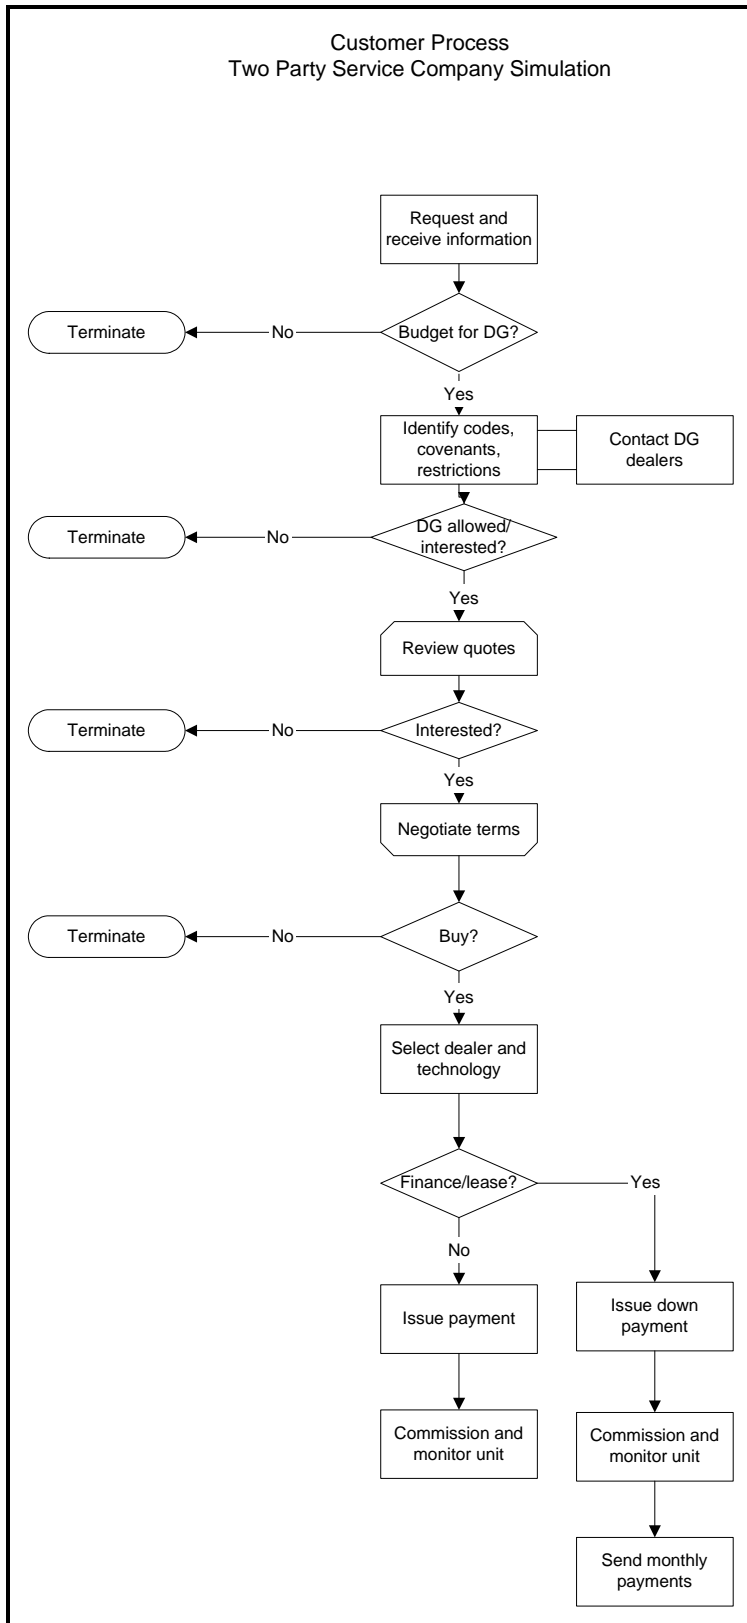 Customer Process
Two Party Service Company Simulation
Request and
receive information
Terminate
No
Budget for DG?
Yes
Identify codes,
covenants,
restrictions
Contact DG
dealers
Terminate
No
DG allowed/
interested?
Yes
Review quotes
Terminate
No
Interested?
Yes
Negotiate terms
Terminate
No
Buy?
Yes
Select dealer and
technology
Finance/lease?
Yes
No
Issue payment
Issue down
payment
Commission and
monitor unit
Commission and
monitor unit
Send monthly
payments